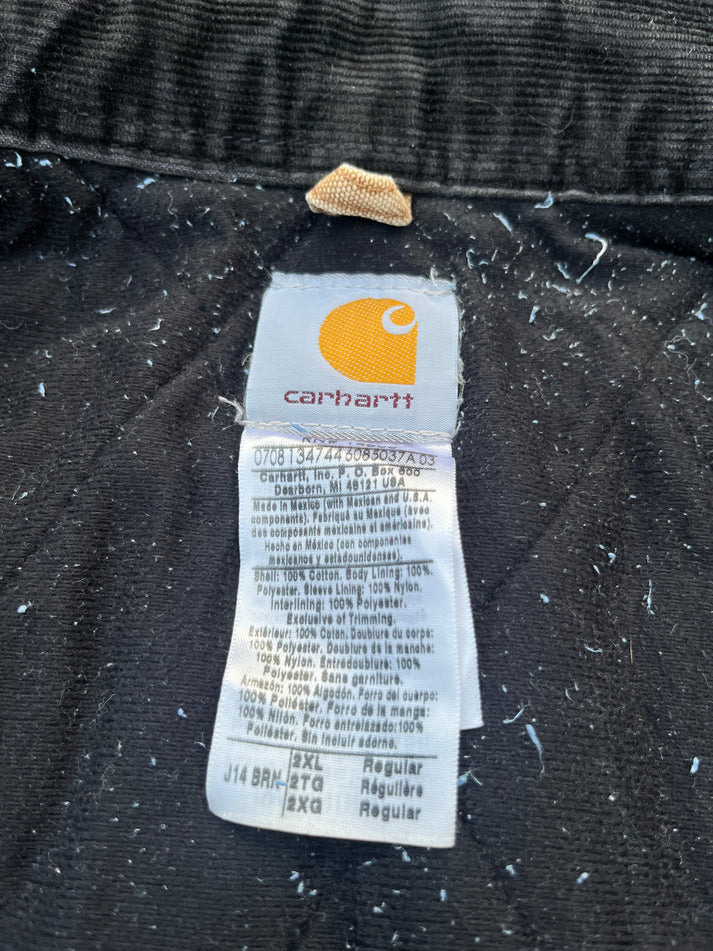 carhartt
0708 134744 6085037A 03
Carhartt, Inc. P. O. Box 600
Dearborn, MI 48121 USA
Made in Mexico (with Mexican and U.S.A.
components). Fabriqué au Mexique (avec
des composants mexicains et américains).
Hecho en México (con componentes
mexicanos y estadounidenses).
Shell: 100% Cotton. Body Lining: 100%
Polyester. Sleeve Lining: 100% Nylon.
Interlining: 100% Polyester.
Exclusive of Trimming.
Extérieur: 100% Coton. Doublure du corps:
100% Polyester. Doublure de la manche:
100% Nylon. Entredoublure: 100%
Polyester. Sans garniture.
Armazón: 100% Algodón. Forro del cuerpo:
100% Poliéster. Forro de la manga:
100% Nilón. Forro entrelazado:100%
Poliéster. Sin incluir adorno.
J14 BRN
2XL Regular
2TG Régulière
2XG Regular